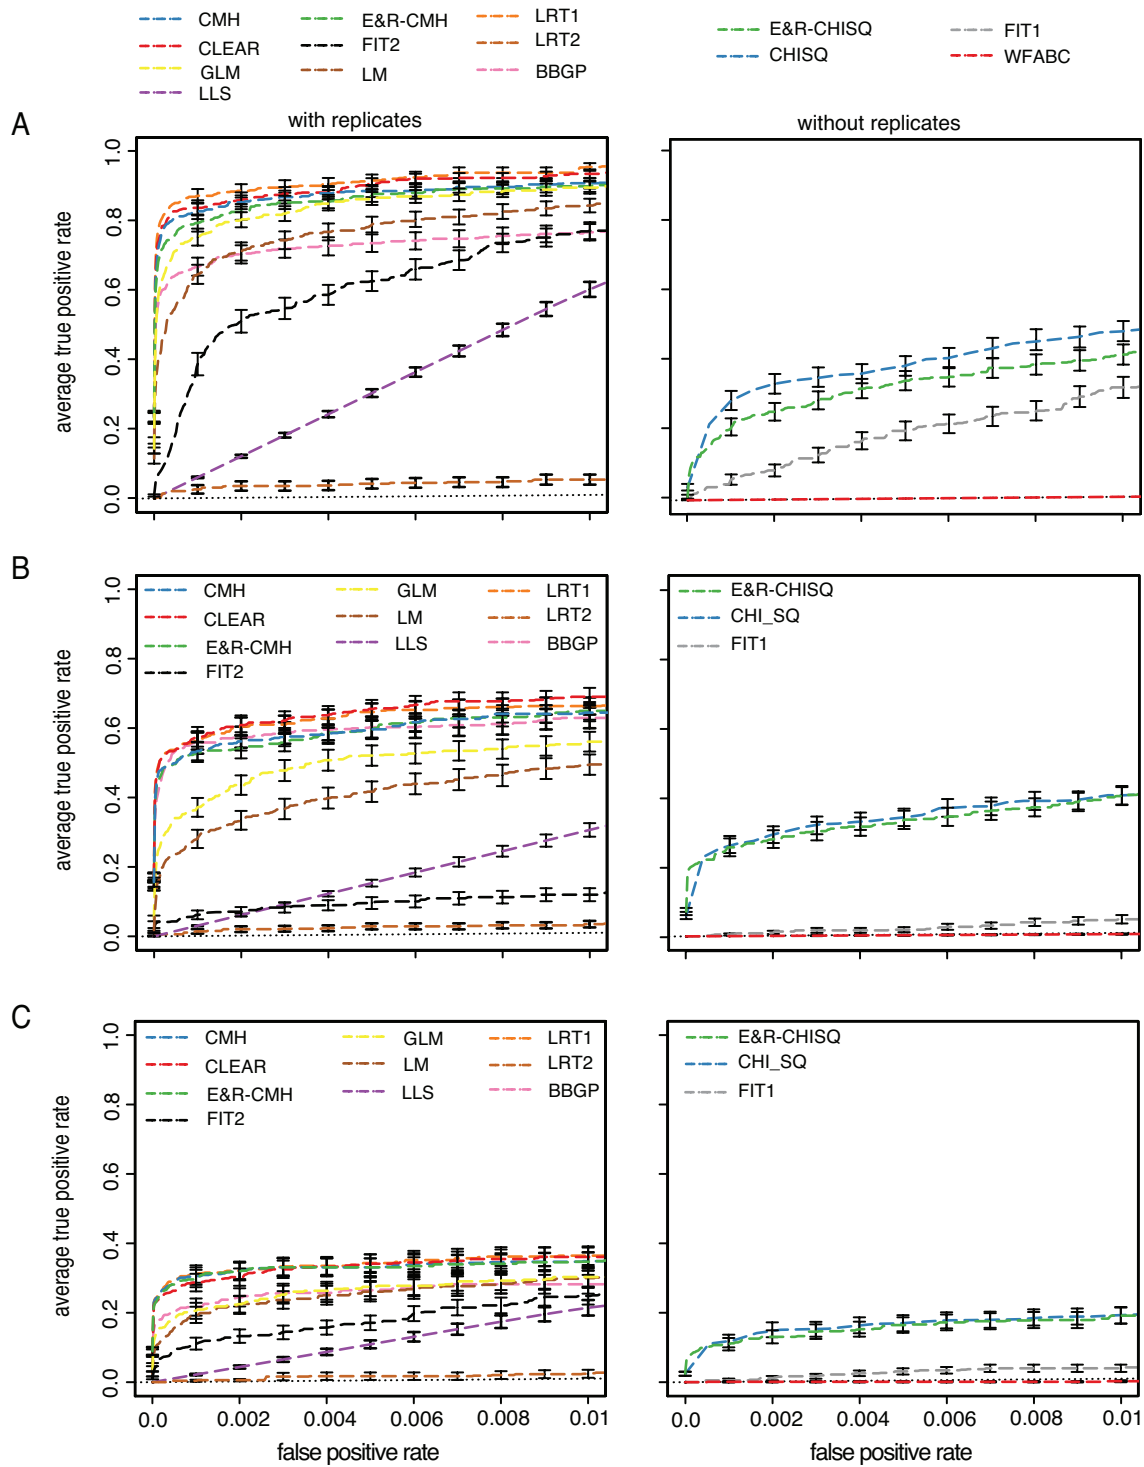 CMH E&R-CMH LRT1
CLEAR FIT2 LRT2
GLM LM BBGP
LLS
E&R-CHISQ FIT1
CHISQ WFABC
A
with replicates
without replicates
average true positive rate
0.0 0.2 0.4 0.6 0.8 1.0
B
CMH GLM LRT1
CLEAR LM LRT2
E&R-CMH LLS BBGP
FIT2
E&R-CHISQ
CHI_SQ
FIT1
average true positive rate
0.0 0.2 0.4 0.6 0.8 1.0
C
CMH GLM LRT1
CLEAR LM LRT2
E&R-CMH LLS BBGP
FIT2
E&R-CHISQ
CHI_SQ
FIT1
average true positive rate
0.0 0.2 0.4 0.6 0.8 1.0
0.0 0.002 0.004 0.006 0.008 0.01
false positive rate
0.0 0.002 0.004 0.006 0.008 0.01
false positive rate